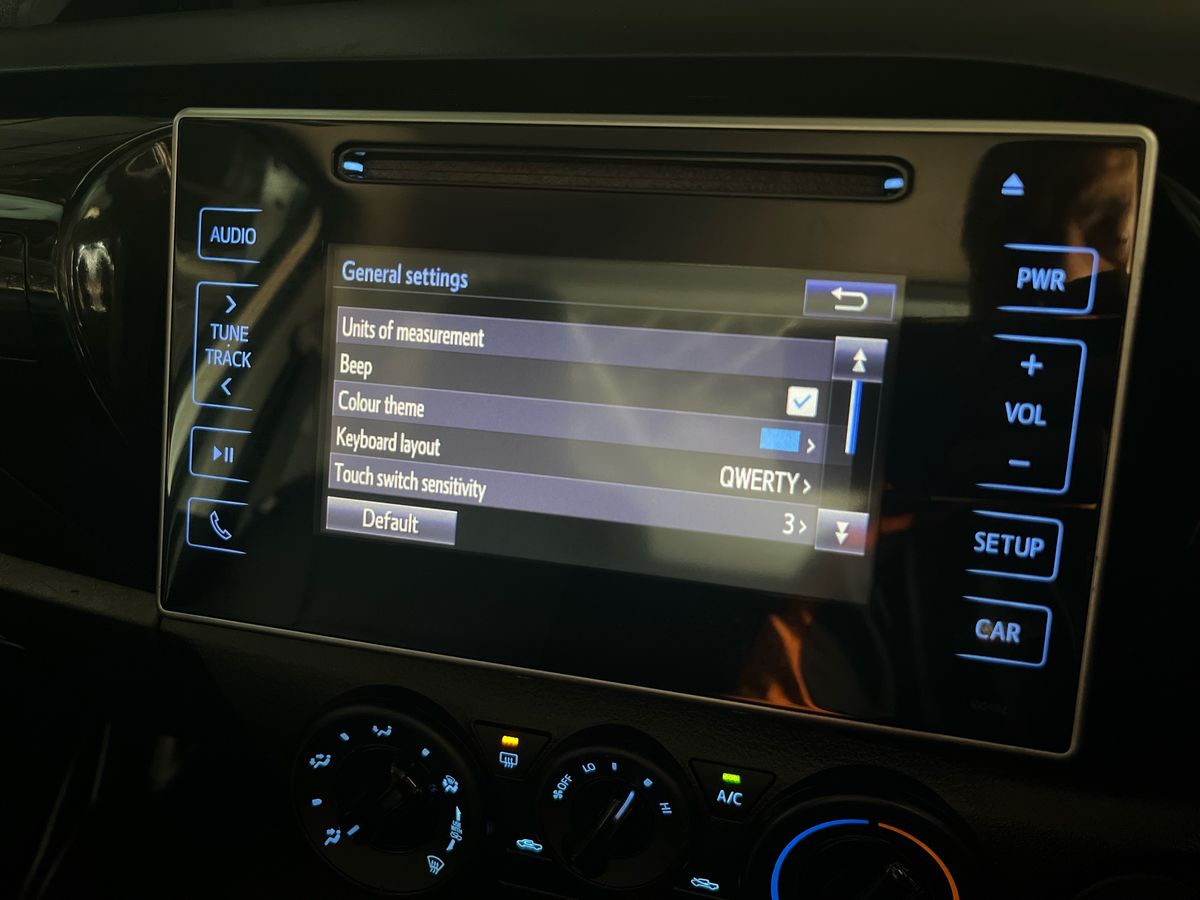 AUDIO
TUNE
TRACK
General settings
Units of measurement
Beep
Colour theme
Keyboard layout
QWERTY
Touch switch sensitivity
3
Default
PWR
+
VOL
−
SETUP
CAR
OFF
LO
HI
A/C